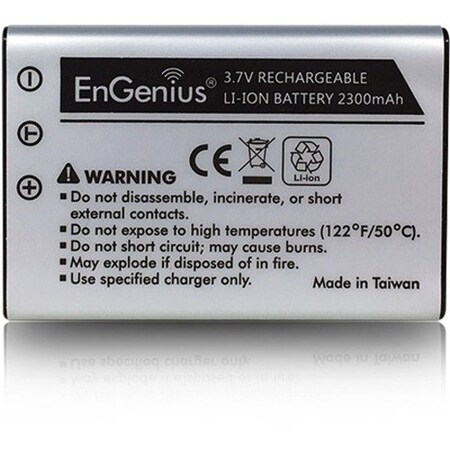 EnGenius®
3.7V RECHARGEABLE
LI-ION BATTERY 2300mAh
CE
Li-ion
WARNING
▪ Do not disassemble, incinerate, or short
external contacts.
▪ Do not expose to high temperatures (122°F/50°C).
▪ Do not short circuit; may cause burns.
▪ May explode if disposed of in fire.
▪ Use specified charger only.
Made in Taiwan